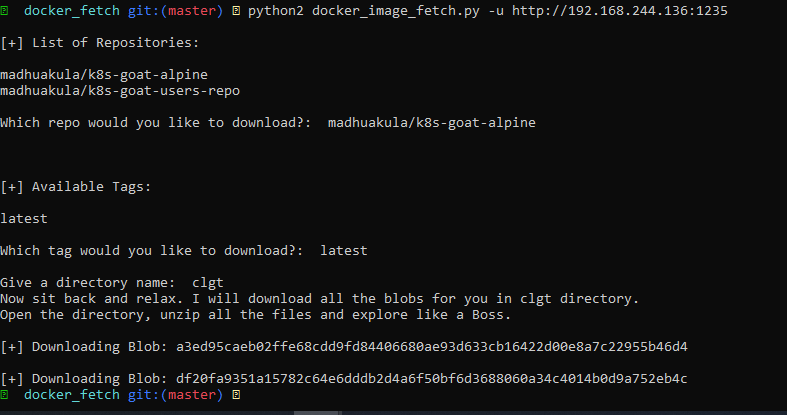 docker_fetch git:(master) python2 docker_image_fetch.py -u http://192.168.244.136:1235
[+] List of Repositories:
madhuakula/k8s-goat-alpine
madhuakula/k8s-goat-users-repo
Which repo would you like to download?:  madhuakula/k8s-goat-alpine
[+] Available Tags:
latest
Which tag would you like to download?:  latest
Give a directory name:  clgt
Now sit back and relax. I will download all the blobs for you in clgt directory.
Open the directory, unzip all the files and explore like a Boss.
[+] Downloading Blob: a3ed95caeb02ffe68cdd9fd84406680ae93d633cb16422d00e8a7c22955b46d4
[+] Downloading Blob: df20fa9351a15782c64e6dddb2d4a6f50bf6d3688060a34c4014b0d9a752eb4c
docker_fetch git:(master)